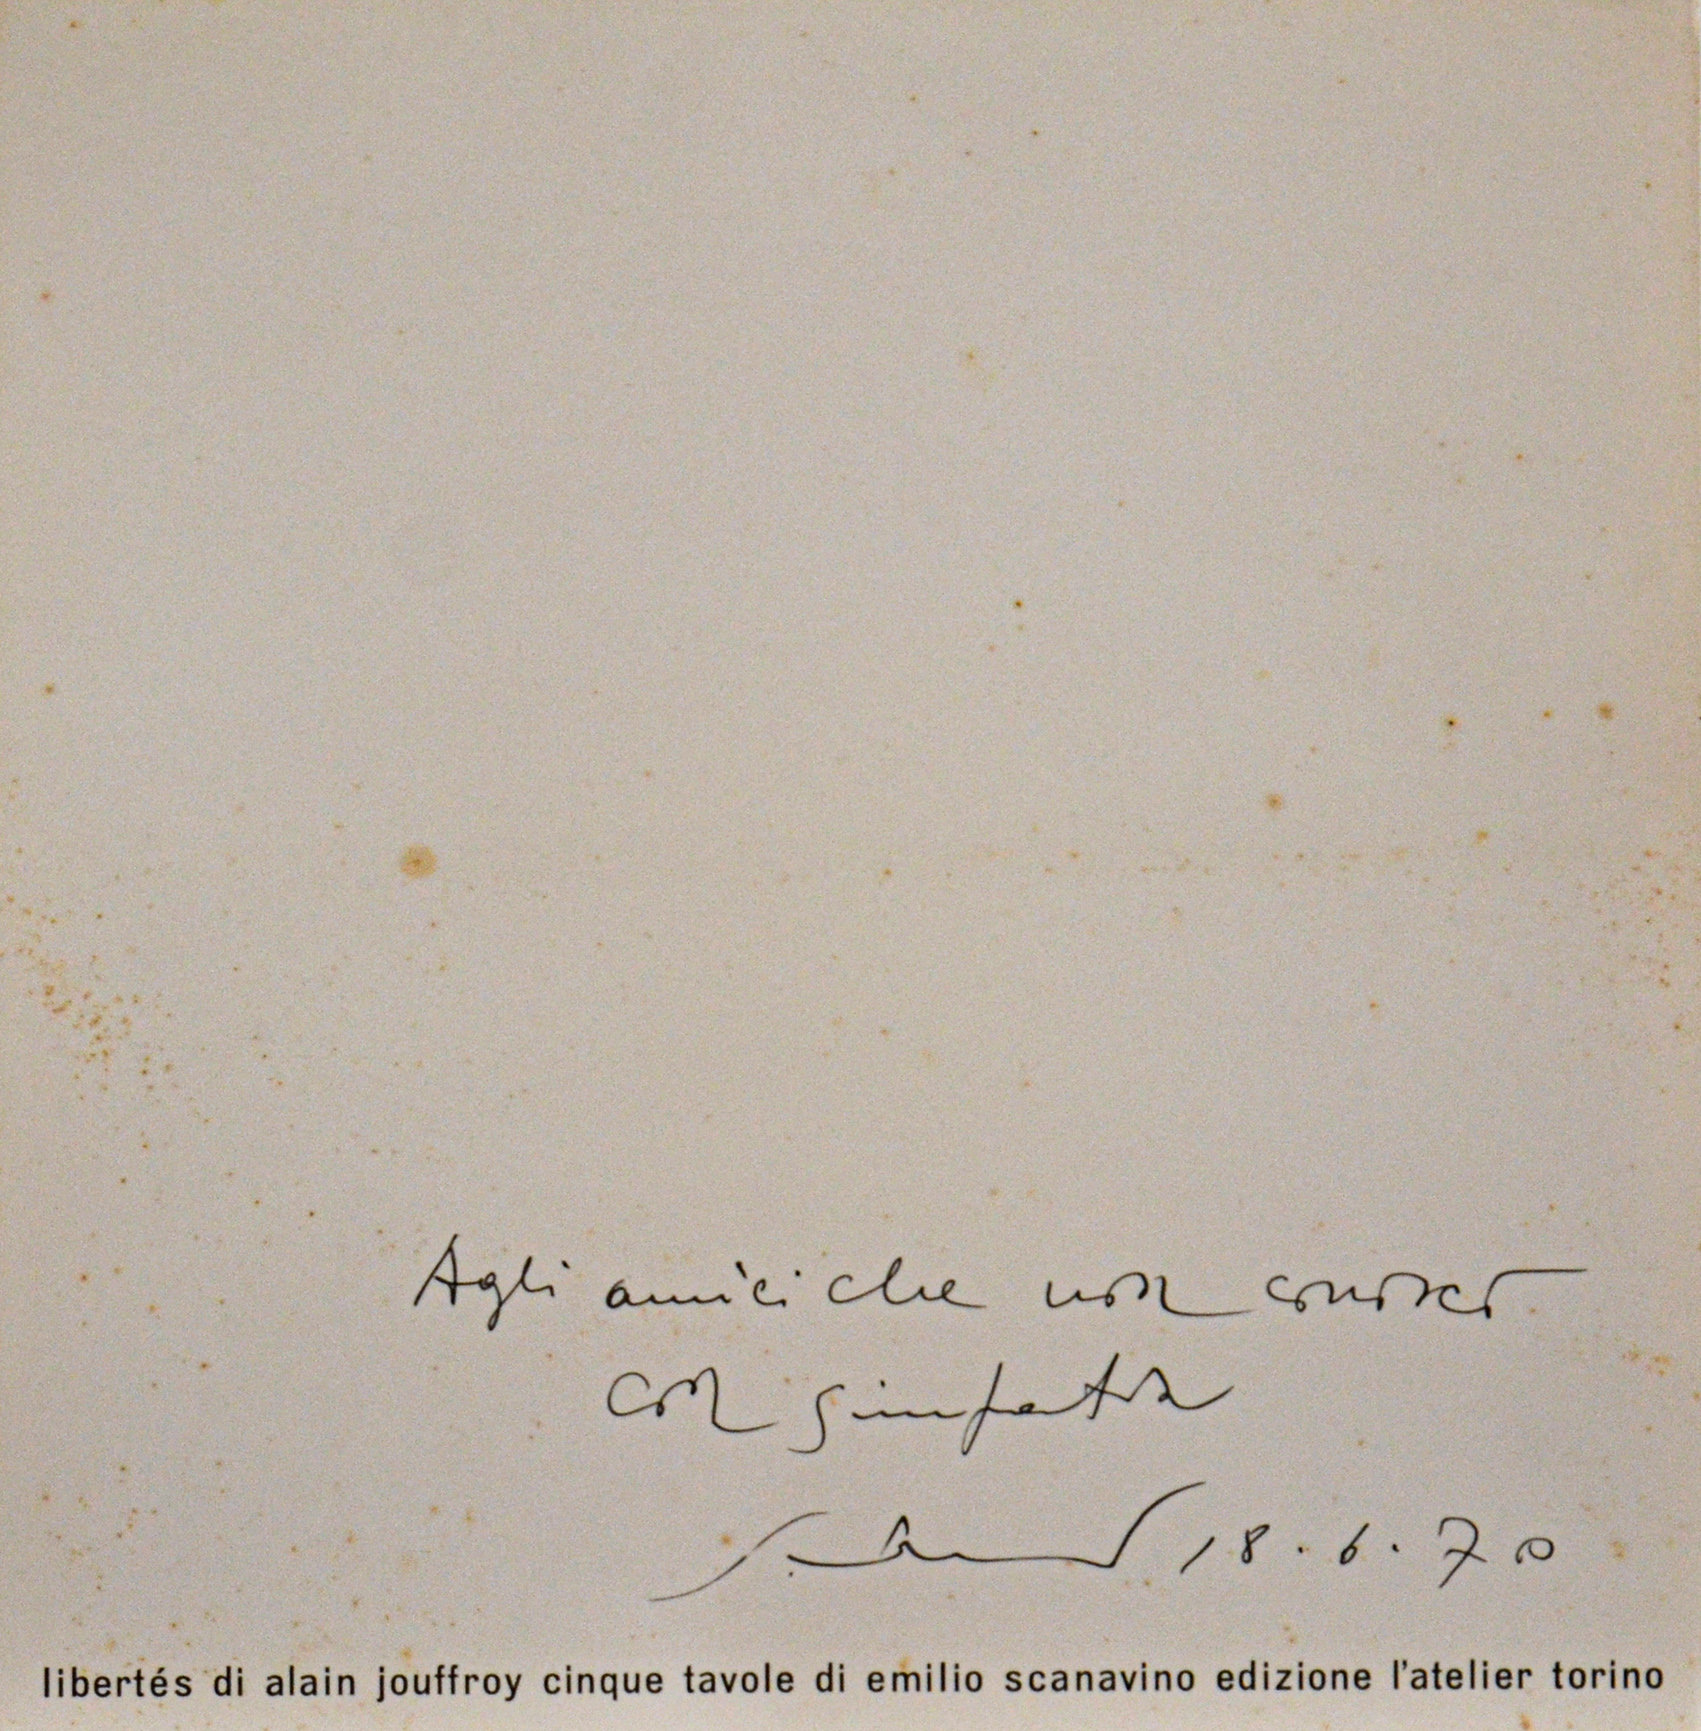 Agli amici che non conosco
con simpatia
18.6.70
libertés di alain jouffroy cinque tavole di emilio scanavino edizione l'atelier torino